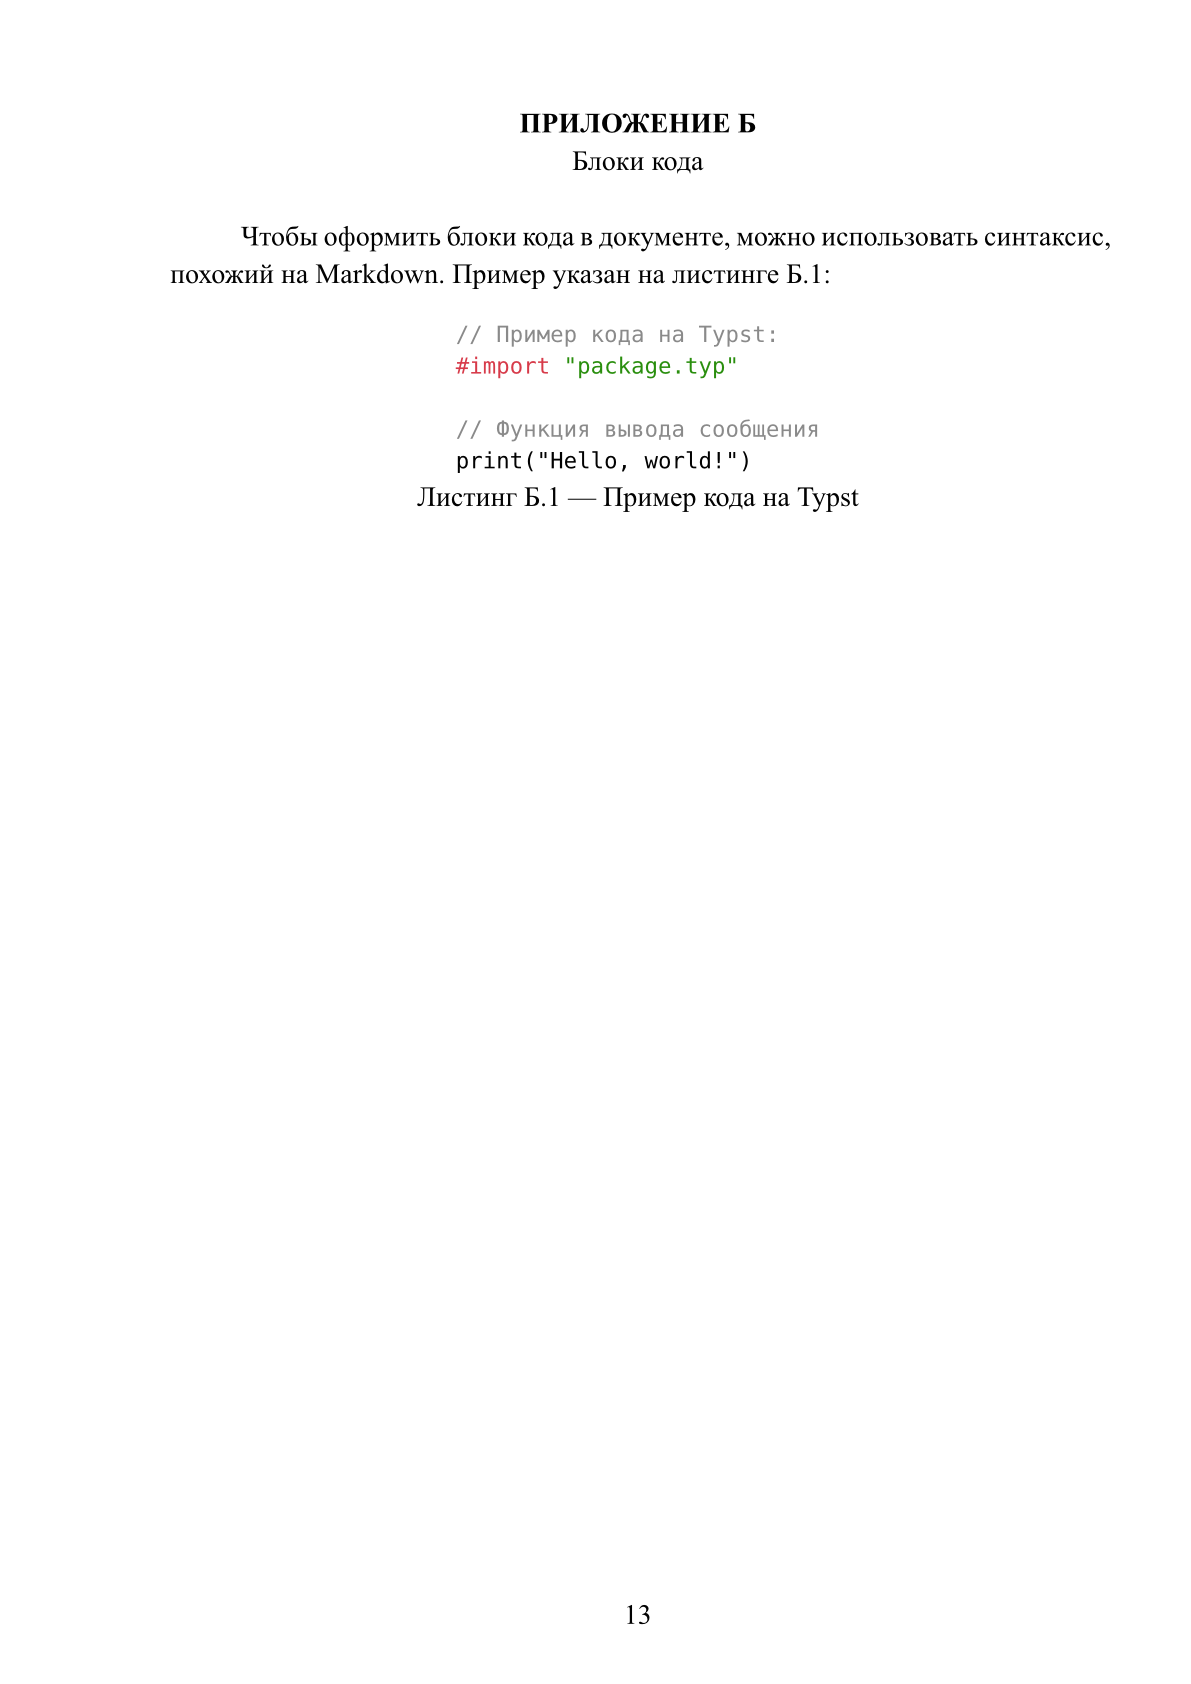 ПРИЛОЖЕНИЕ Б
Блоки кода
Чтобы оформить блоки кода в документе, можно использовать синтаксис,
похожий на Markdown. Пример указан на листинге Б.1:
// Пример кода на Typst:
#import "package.typ"
// Функция вывода сообщения
print("Hello, world!")
Листинг Б.1 — Пример кода на Typst
13